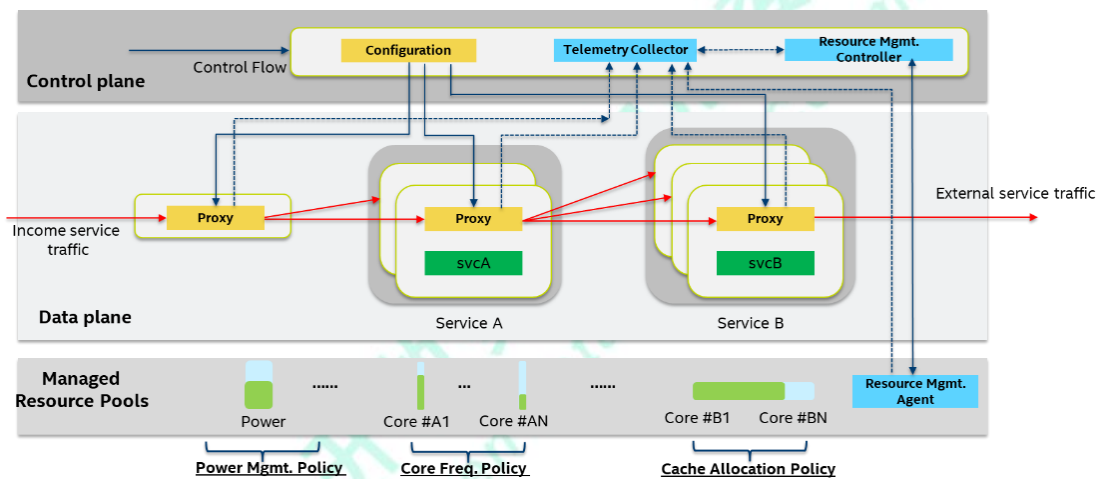 Configuration
Telemetry Collector
Resource Mgmt.
Controller
Control Flow
Control plane
Proxy
Proxy
Proxy
External service traffic
Income service
traffic
svcA
svcB
Data plane
Service A
Service B
Managed
Resource Pools
......
...
......
Resource Mgmt.
Agent
Power
Core #A1
Core #AN
Core #B1
Core #BN
Power Mgmt. Policy
Core Freq. Policy
Cache Allocation Policy